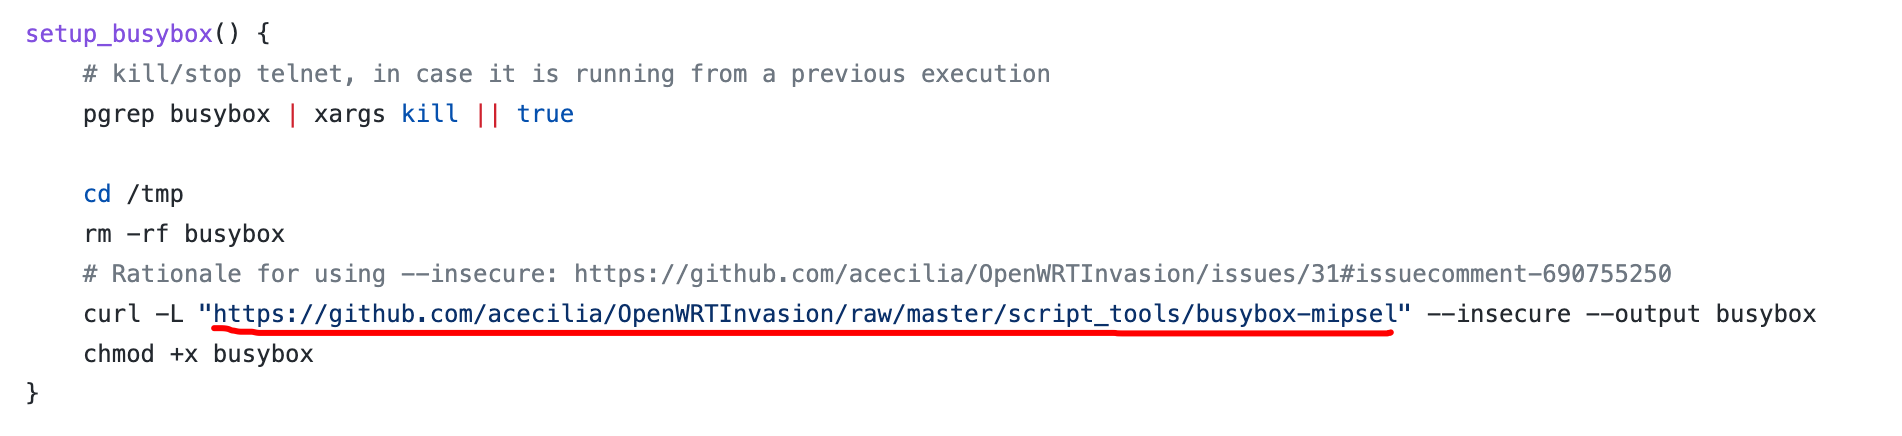 setup_busybox() {
# kill/stop telnet, in case it is running from a previous execution
pgrep busybox | xargs kill || true
cd /tmp
rm -rf busybox
# Rationale for using --insecure: https://github.com/acecilia/OpenWRTInvasion/issues/31#issuecomment-690755250
curl -L "https://github.com/acecilia/OpenWRTInvasion/raw/master/script_tools/busybox-mipsel" --insecure --output busybox
chmod +x busybox
}